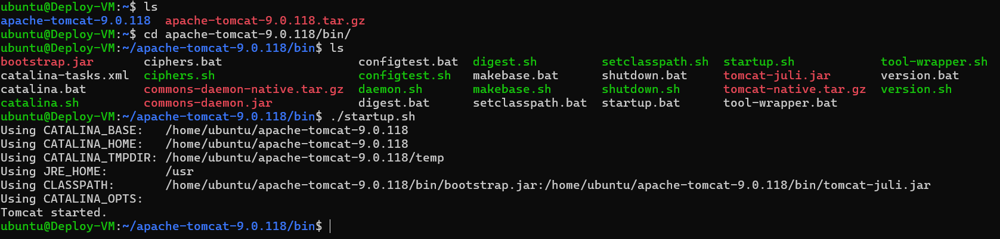 ubuntu@Deploy-VM:~$ ls
apache-tomcat-9.0.118  apache-tomcat-9.0.118.tar.gz
ubuntu@Deploy-VM:~$ cd apache-tomcat-9.0.118/bin/
ubuntu@Deploy-VM:~/apache-tomcat-9.0.118/bin$ ls
bootstrap.jar       ciphers.bat                   configtest.bat  digest.sh         setclasspath.sh  startup.sh            tool-wrapper.sh
catalina-tasks.xml  ciphers.sh                    configtest.sh   makebase.bat      shutdown.bat     tomcat-juli.jar       version.bat
catalina.bat        commons-daemon-native.tar.gz  daemon.sh       makebase.sh       shutdown.sh      tomcat-native.tar.gz  version.sh
catalina.sh         commons-daemon.jar            digest.bat      setclasspath.bat  startup.bat      tool-wrapper.bat
ubuntu@Deploy-VM:~/apache-tomcat-9.0.118/bin$ ./startup.sh
Using CATALINA_BASE:   /home/ubuntu/apache-tomcat-9.0.118
Using CATALINA_HOME:   /home/ubuntu/apache-tomcat-9.0.118
Using CATALINA_TMPDIR: /home/ubuntu/apache-tomcat-9.0.118/temp
Using JRE_HOME:        /usr
Using CLASSPATH:       /home/ubuntu/apache-tomcat-9.0.118/bin/bootstrap.jar:/home/ubuntu/apache-tomcat-9.0.118/bin/tomcat-juli.jar
Using CATALINA_OPTS:
Tomcat started.
ubuntu@Deploy-VM:~/apache-tomcat-9.0.118/bin$